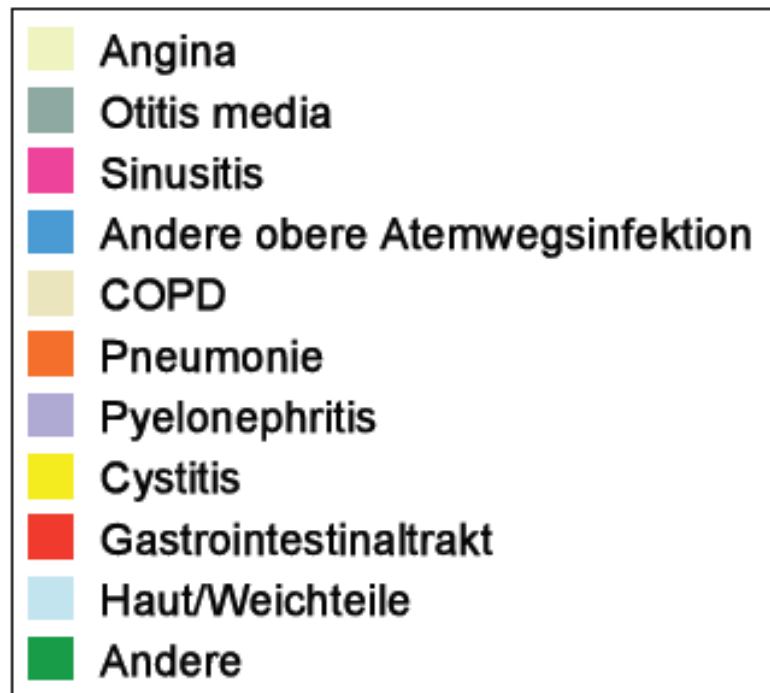 Angina
Otitis media
Sinusitis
Andere obere Atemwegsinfektion
COPD
Pneumonie
Pyelonephritis
Cystitis
Gastrointestinaltrakt
Haut/Weichteile
Andere